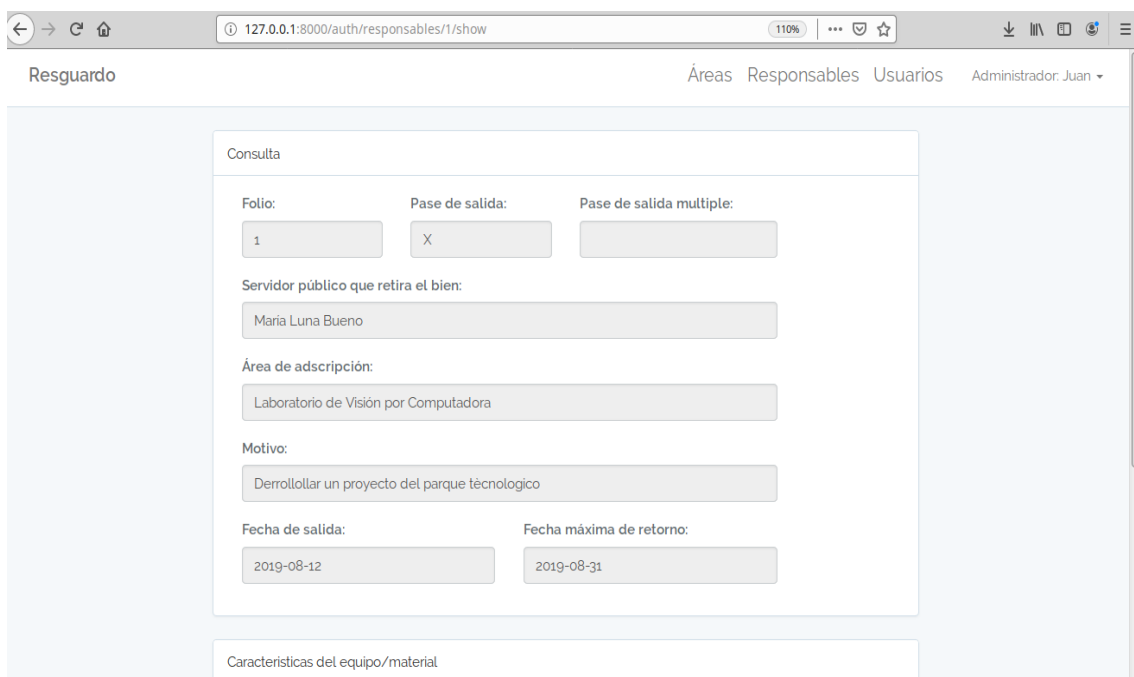 127.0.0.1:8000/auth/responsables/1/show 110%
Resguardo Áreas Responsables Usuarios Administrador: Juan
Consulta
Folio: Pase de salida: Pase de salida multiple:
1 X
Servidor público que retira el bien:
María Luna Bueno
Área de adscripción:
Laboratorio de Visión por Computadora
Motivo:
Derrollollar un proyecto del parque tècnologico
Fecha de salida: Fecha máxima de retorno:
2019-08-12 2019-08-31
Caracteristicas del equipo/material